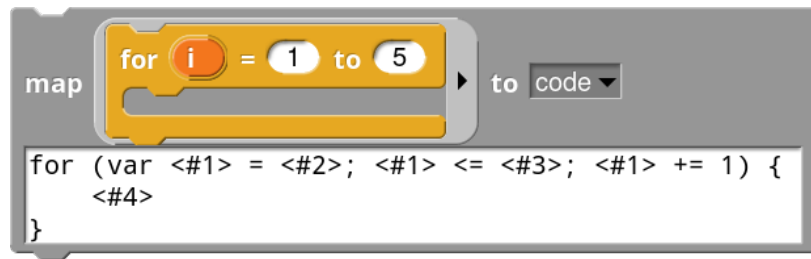 for i = 1 to 5
map to code
for (var <#1> = <#2>; <#1> <= <#3>; <#1> += 1) {
    <#4>
}